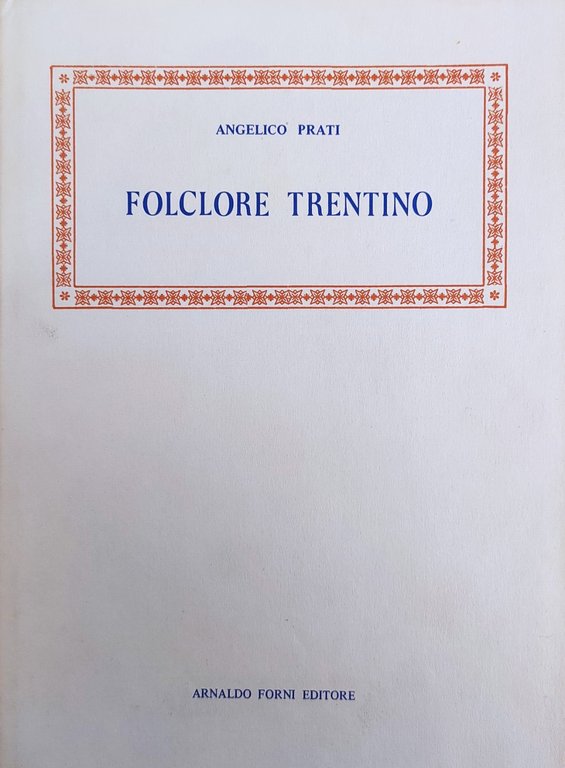 ANGELICO PRATI
FOLCLORE TRENTINO
ARNALDO FORNI EDITORE